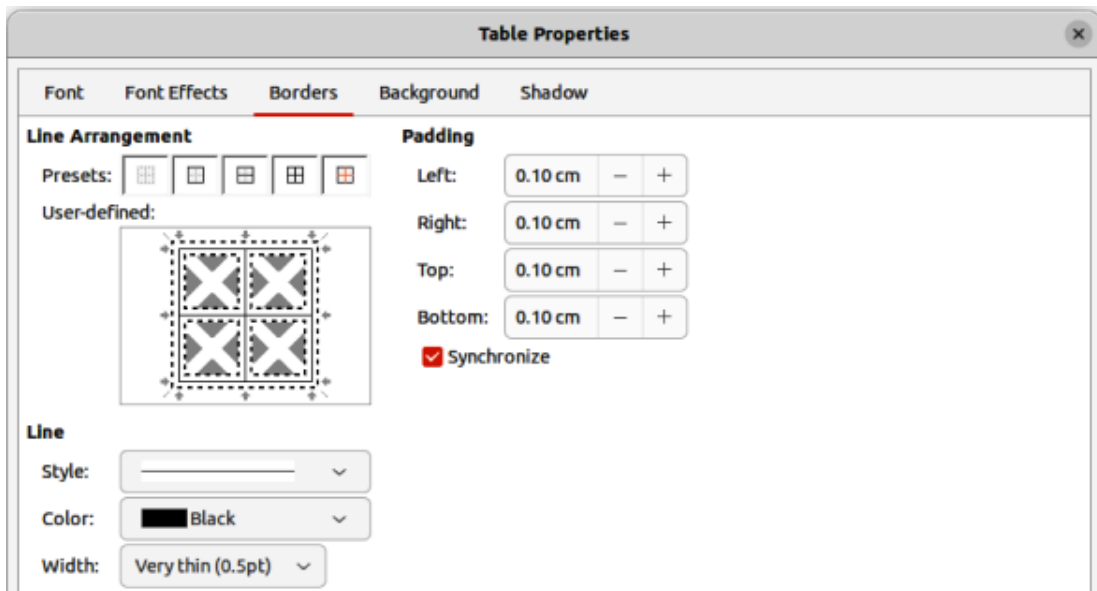 Table Properties
Font Font Effects Borders Background Shadow
Line Arrangement
Presets:
User-defined:
Padding
Left: 0.10 cm − +
Right: 0.10 cm − +
Top: 0.10 cm − +
Bottom: 0.10 cm − +
Synchronize
Line
Style:
Color: Black
Width: Very thin (0.5pt)